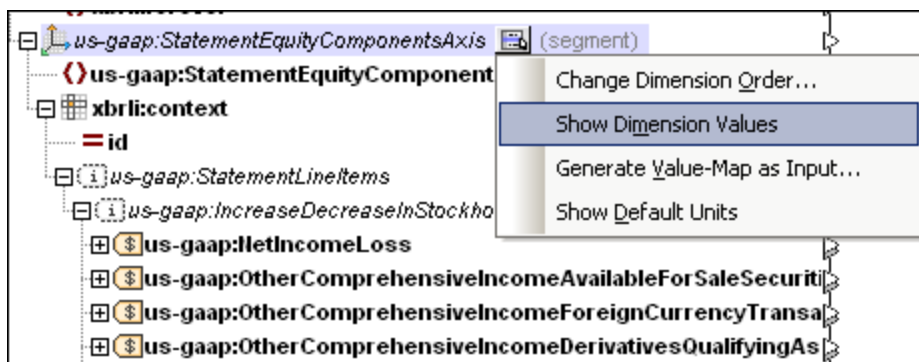 us-gaap:StatementEquityComponentsAxis (segment)
us-gaap:StatementEquityComponent
Change Dimension Order...
xbrli:context
Show Dimension Values
id
Generate Value-Map as Input...
us-gaap:StatementLineItems
Show Default Units
us-gaap:IncreaseDecreaseInStockho
us-gaap:NetIncomeLoss
us-gaap:OtherComprehensiveIncomeAvailableForSaleSecuriti
us-gaap:OtherComprehensiveIncomeForeignCurrencyTransa
us-gaap:OtherComprehensiveIncomeDerivativesQualifyingAs